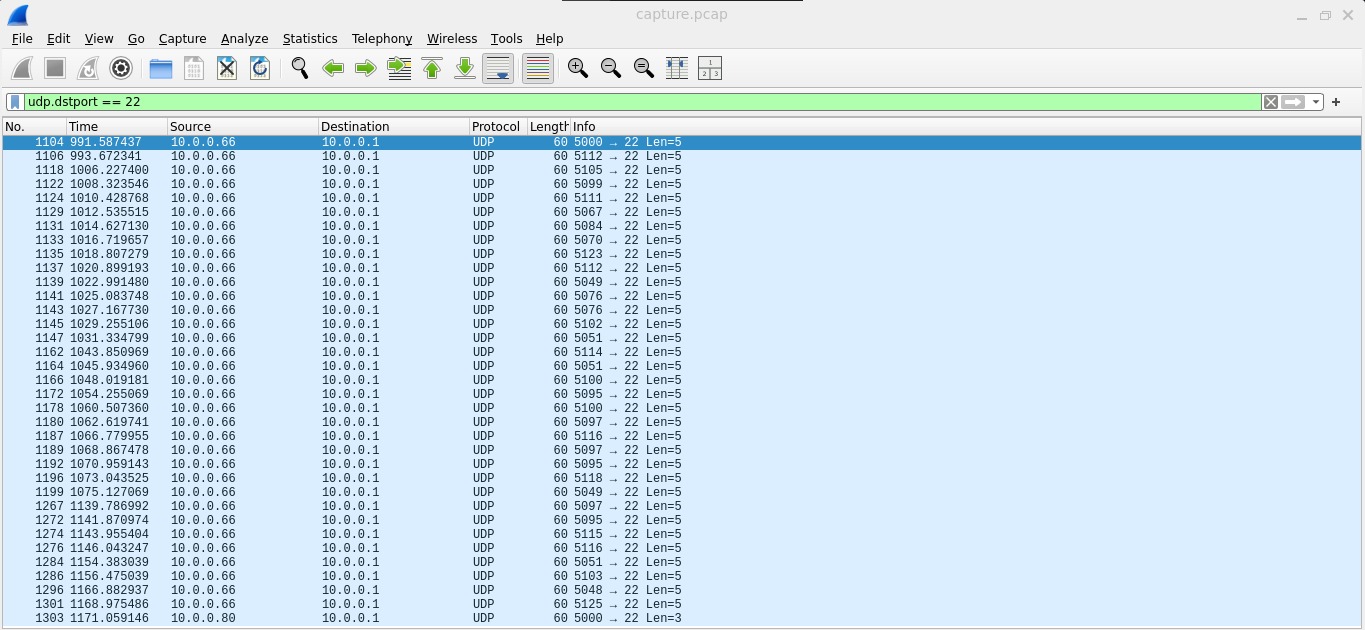 capture.pcap
File Edit View Go Capture Analyze Statistics Telephony Wireless Tools Help
udp.dstport == 22
No. Time Source Destination Protocol Length Info
1104 991.587437 10.0.0.66 10.0.0.1 UDP 60 5000 → 22 Len=5
1106 993.672341 10.0.0.66 10.0.0.1 UDP 60 5112 → 22 Len=5
1118 1006.227400 10.0.0.66 10.0.0.1 UDP 60 5105 → 22 Len=5
1122 1008.323546 10.0.0.66 10.0.0.1 UDP 60 5099 → 22 Len=5
1124 1010.428768 10.0.0.66 10.0.0.1 UDP 60 5111 → 22 Len=5
1129 1012.535515 10.0.0.66 10.0.0.1 UDP 60 5067 → 22 Len=5
1131 1014.627130 10.0.0.66 10.0.0.1 UDP 60 5084 → 22 Len=5
1133 1016.719657 10.0.0.66 10.0.0.1 UDP 60 5070 → 22 Len=5
1135 1018.807279 10.0.0.66 10.0.0.1 UDP 60 5123 → 22 Len=5
1137 1020.899193 10.0.0.66 10.0.0.1 UDP 60 5112 → 22 Len=5
1139 1022.991480 10.0.0.66 10.0.0.1 UDP 60 5049 → 22 Len=5
1141 1025.083748 10.0.0.66 10.0.0.1 UDP 60 5076 → 22 Len=5
1143 1027.167730 10.0.0.66 10.0.0.1 UDP 60 5076 → 22 Len=5
1145 1029.255106 10.0.0.66 10.0.0.1 UDP 60 5102 → 22 Len=5
1147 1031.334799 10.0.0.66 10.0.0.1 UDP 60 5051 → 22 Len=5
1162 1043.850969 10.0.0.66 10.0.0.1 UDP 60 5114 → 22 Len=5
1164 1045.934960 10.0.0.66 10.0.0.1 UDP 60 5051 → 22 Len=5
1166 1048.019181 10.0.0.66 10.0.0.1 UDP 60 5100 → 22 Len=5
1172 1054.255069 10.0.0.66 10.0.0.1 UDP 60 5095 → 22 Len=5
1178 1060.507360 10.0.0.66 10.0.0.1 UDP 60 5100 → 22 Len=5
1180 1062.619741 10.0.0.66 10.0.0.1 UDP 60 5097 → 22 Len=5
1187 1066.779955 10.0.0.66 10.0.0.1 UDP 60 5116 → 22 Len=5
1189 1068.867478 10.0.0.66 10.0.0.1 UDP 60 5097 → 22 Len=5
1192 1070.959143 10.0.0.66 10.0.0.1 UDP 60 5095 → 22 Len=5
1196 1073.043525 10.0.0.66 10.0.0.1 UDP 60 5118 → 22 Len=5
1199 1075.127069 10.0.0.66 10.0.0.1 UDP 60 5049 → 22 Len=5
1267 1139.786992 10.0.0.66 10.0.0.1 UDP 60 5097 → 22 Len=5
1272 1141.870974 10.0.0.66 10.0.0.1 UDP 60 5095 → 22 Len=5
1274 1143.955404 10.0.0.66 10.0.0.1 UDP 60 5115 → 22 Len=5
1276 1146.043247 10.0.0.66 10.0.0.1 UDP 60 5116 → 22 Len=5
1284 1154.383039 10.0.0.66 10.0.0.1 UDP 60 5051 → 22 Len=5
1286 1156.475039 10.0.0.66 10.0.0.1 UDP 60 5103 → 22 Len=5
1296 1166.882937 10.0.0.66 10.0.0.1 UDP 60 5048 → 22 Len=5
1301 1168.975486 10.0.0.66 10.0.0.1 UDP 60 5125 → 22 Len=5
1303 1171.059146 10.0.0.80 10.0.0.1 UDP 60 5000 → 22 Len=3